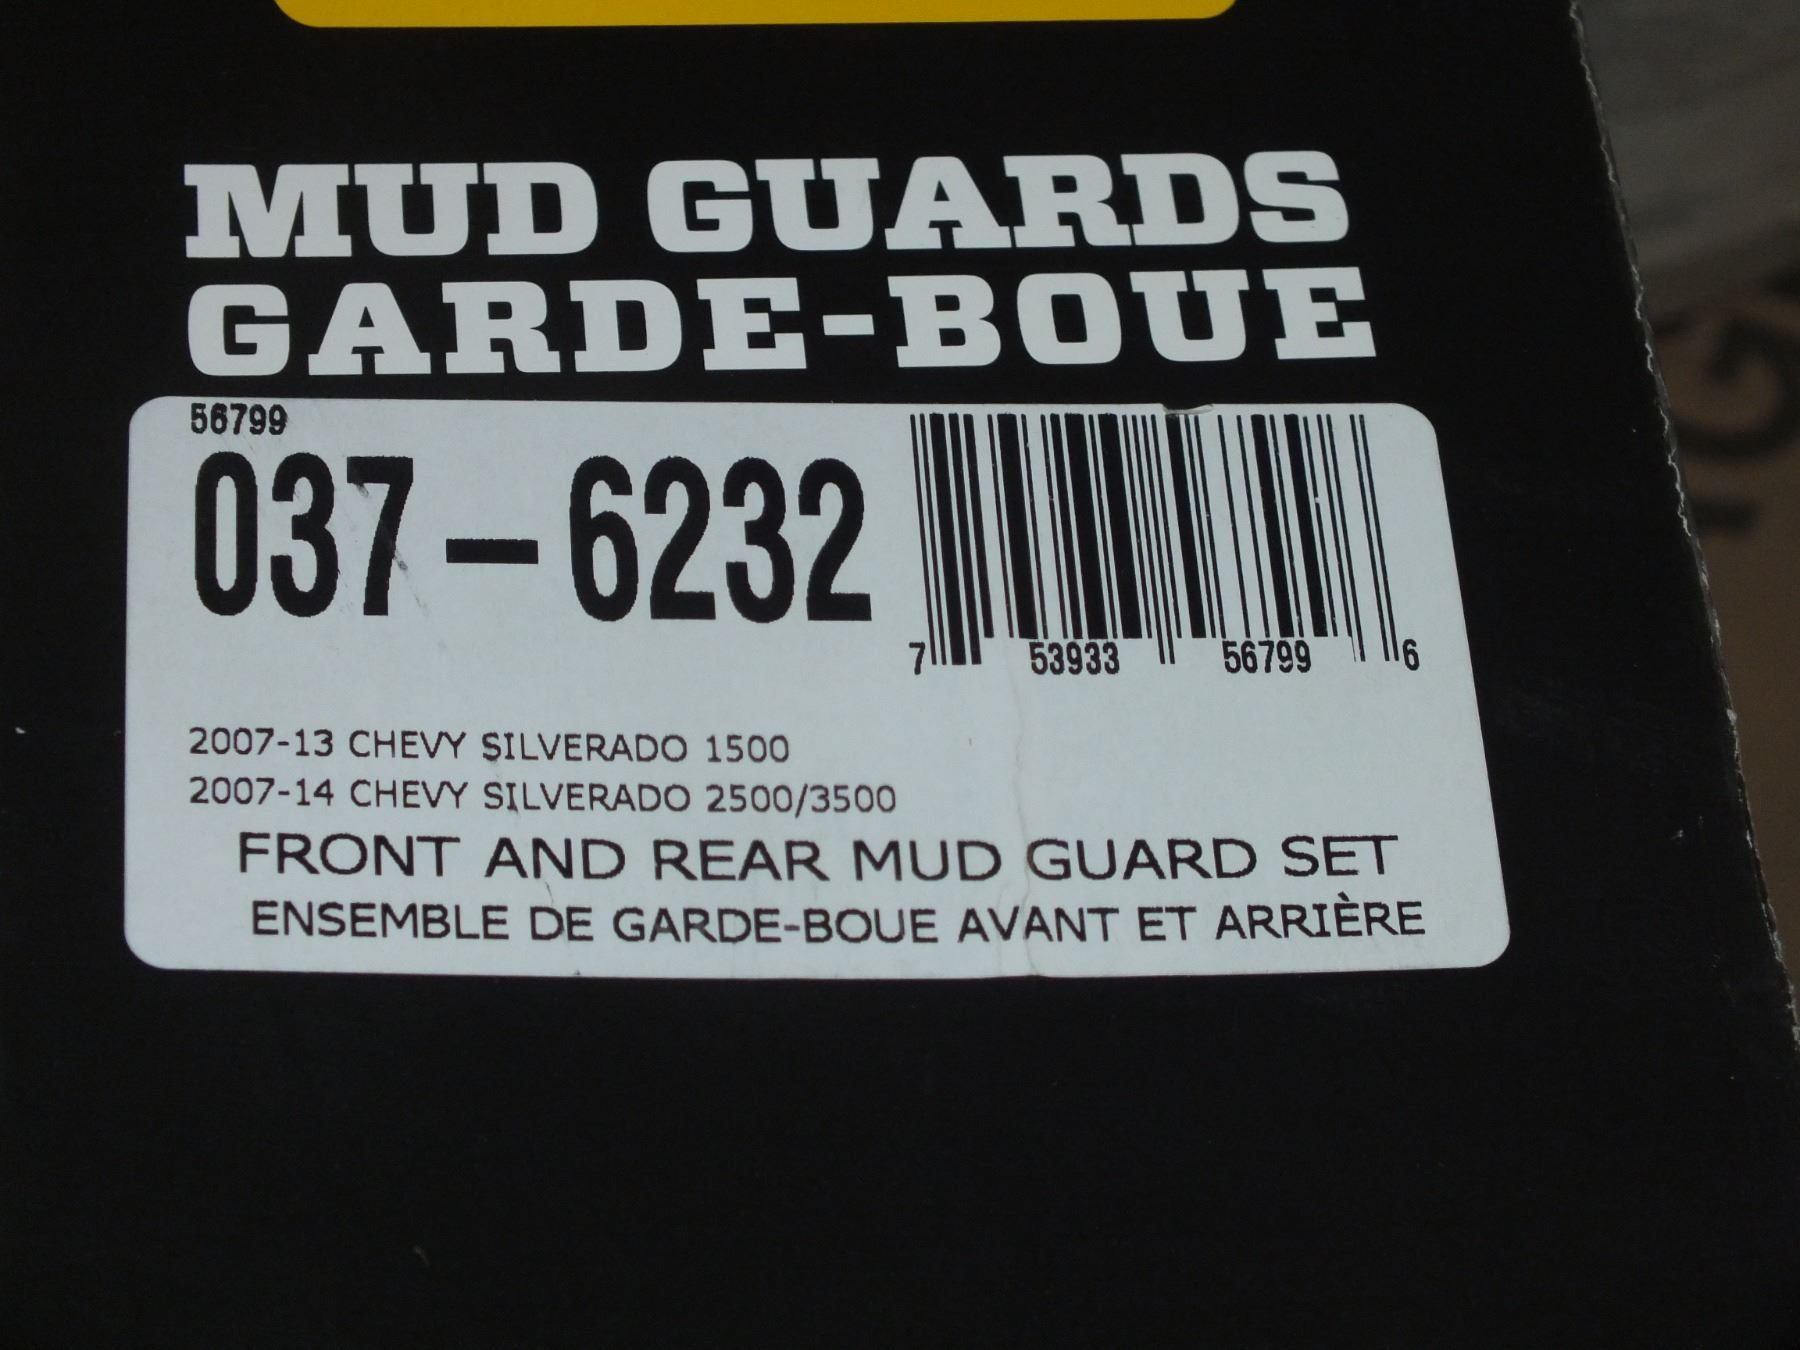 MUD GUARDS
GARDE-BOUE
56799
037-6232
7 53933 56799 6
2007-13 CHEVY SILVERADO 1500
2007-14 CHEVY SILVERADO 2500/3500
FRONT AND REAR MUD GUARD SET
ENSEMBLE DE GARDE-BOUE AVANT ET ARRIÈRE